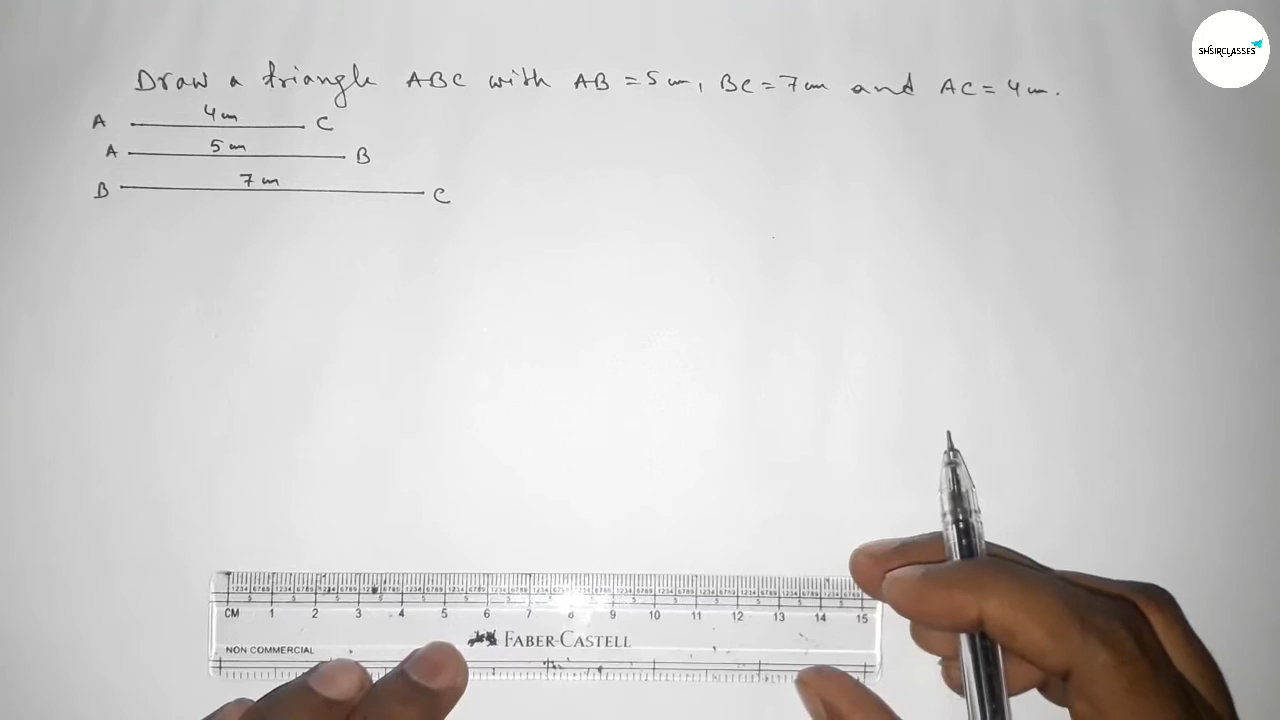 SHSIRCLASSES
Draw a triangle ABC with AB = 5 cm, BC = 7 cm and AC = 4 cm.
A 4 cm C
A 5 cm B
B 7 cm C
CM 1 2 3 4 5 6 7 8 9 10 11 12 13 14 15
FABER-CASTELL
NON COMMERCIAL